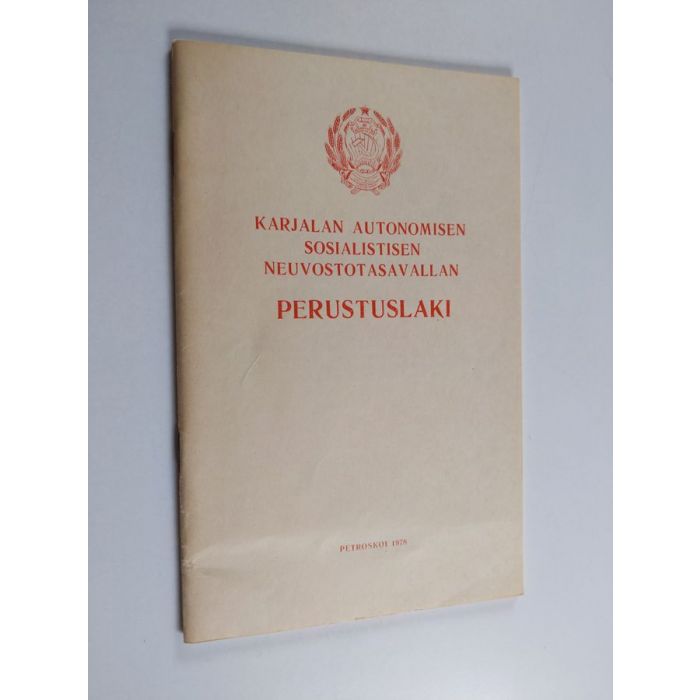 KARJALAN AUTONOMISEN
SOSIALISTISEN
NEUVOSTOTASAVALLAN
PERUSTUSLAKI
PETROSKOI 1978